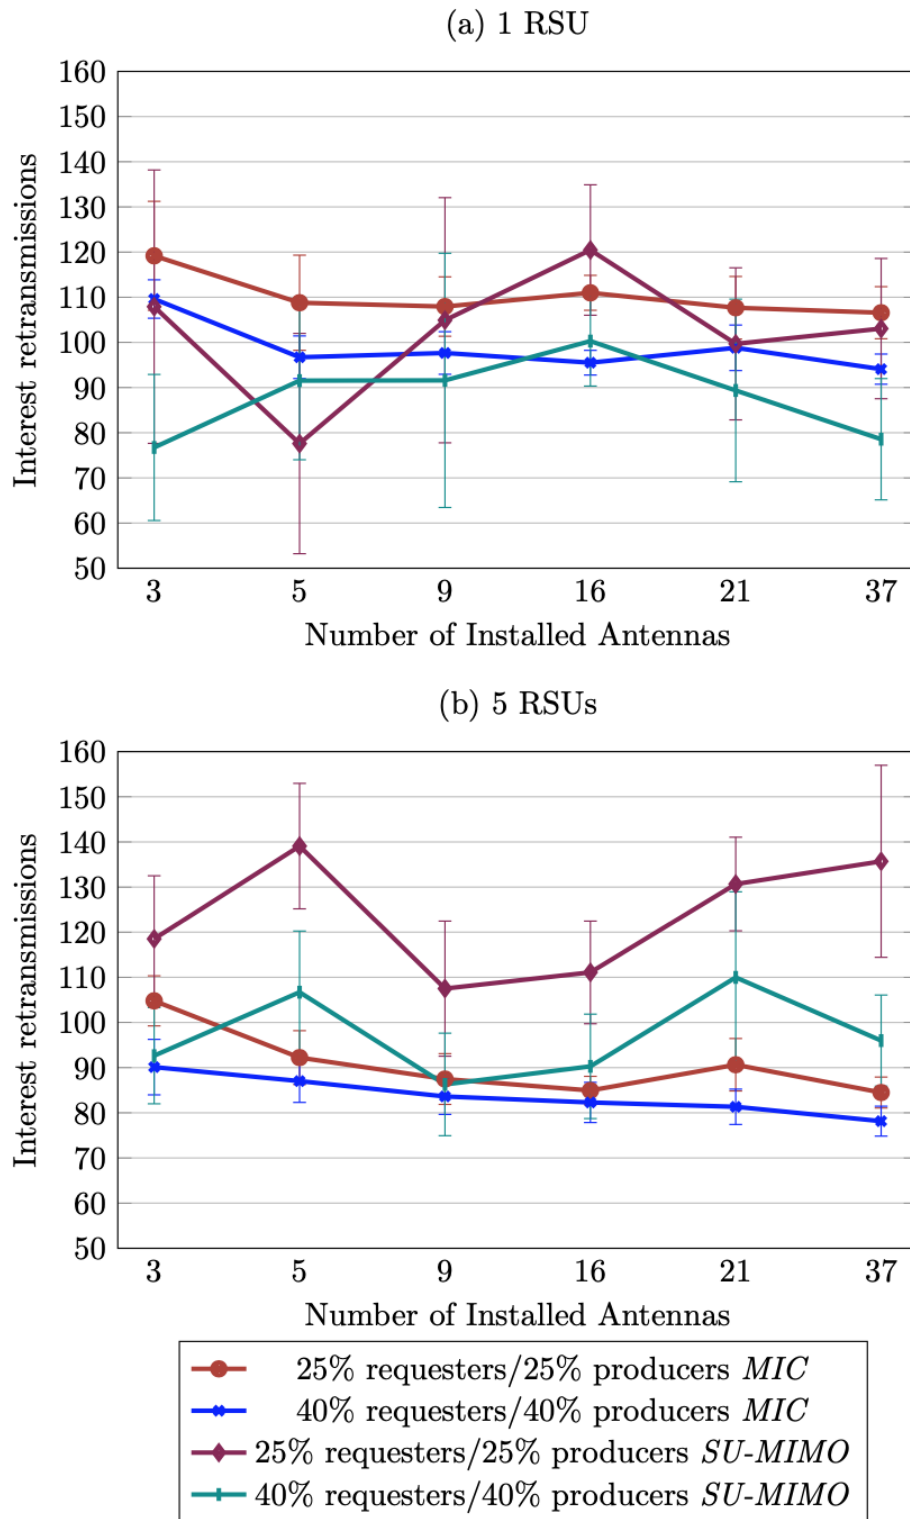 (a) 1 RSU
160
150
140
130
120
110
100
90
80
70
60
50
Interest retransmissions
3 5 9 16 21 37
Number of Installed Antennas
(b) 5 RSUs
160
150
140
130
120
110
100
90
80
70
60
50
Interest retransmissions
3 5 9 16 21 37
Number of Installed Antennas
25% requesters/25% producers MIC
40% requesters/40% producers MIC
25% requesters/25% producers SU-MIMO
40% requesters/40% producers SU-MIMO